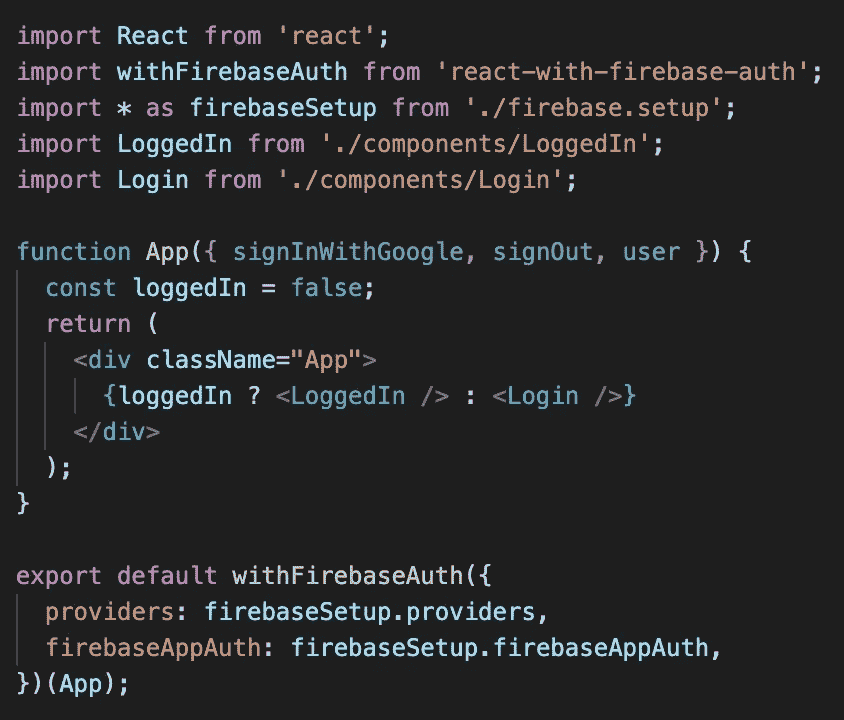 import React from 'react';
import withFirebaseAuth from 'react-with-firebase-auth';
import * as firebaseSetup from './firebase.setup';
import LoggedIn from './components/LoggedIn';
import Login from './components/Login';

function App({ signInWithGoogle, signOut, user }) {
  const loggedIn = false;
  return (
    <div className="App">
      {loggedIn ? <LoggedIn /> : <Login />}
    </div>
  );
}

export default withFirebaseAuth({
  providers: firebaseSetup.providers,
  firebaseAppAuth: firebaseSetup.firebaseAppAuth,
})(App);